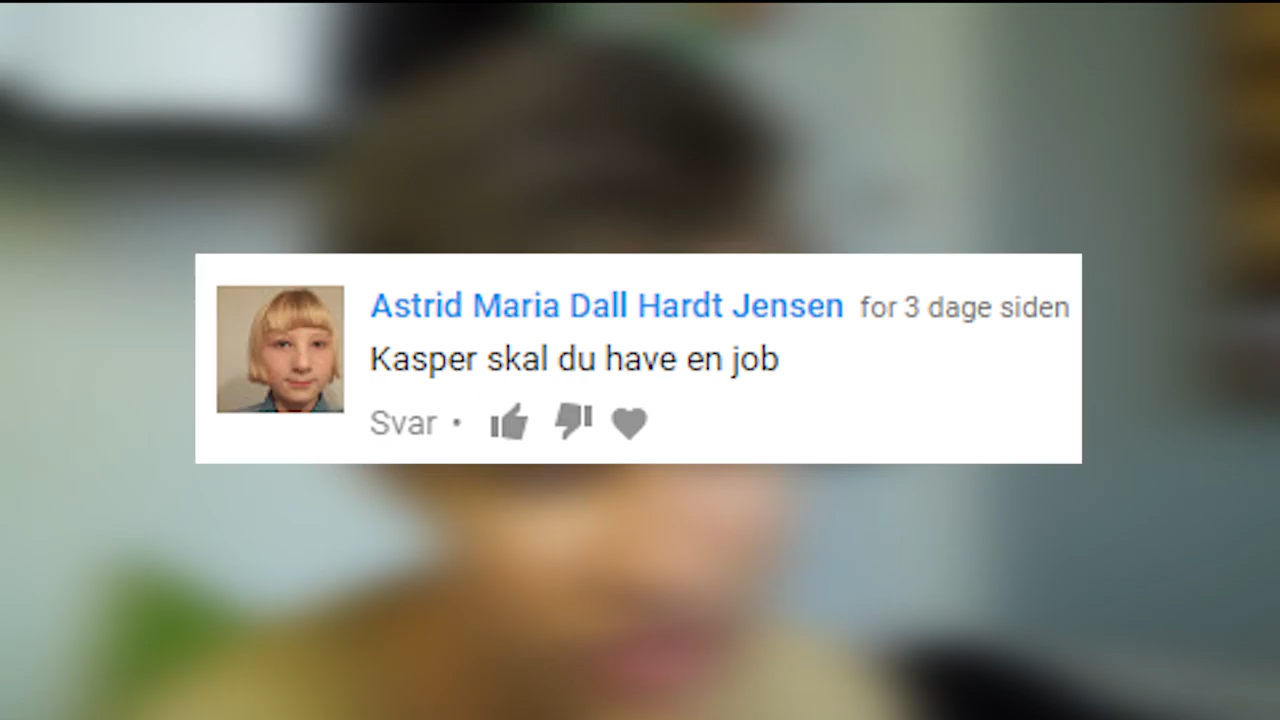 Astrid Maria Dall Hardt Jensen for 3 dage siden
Kasper skal du have en job
Svar •